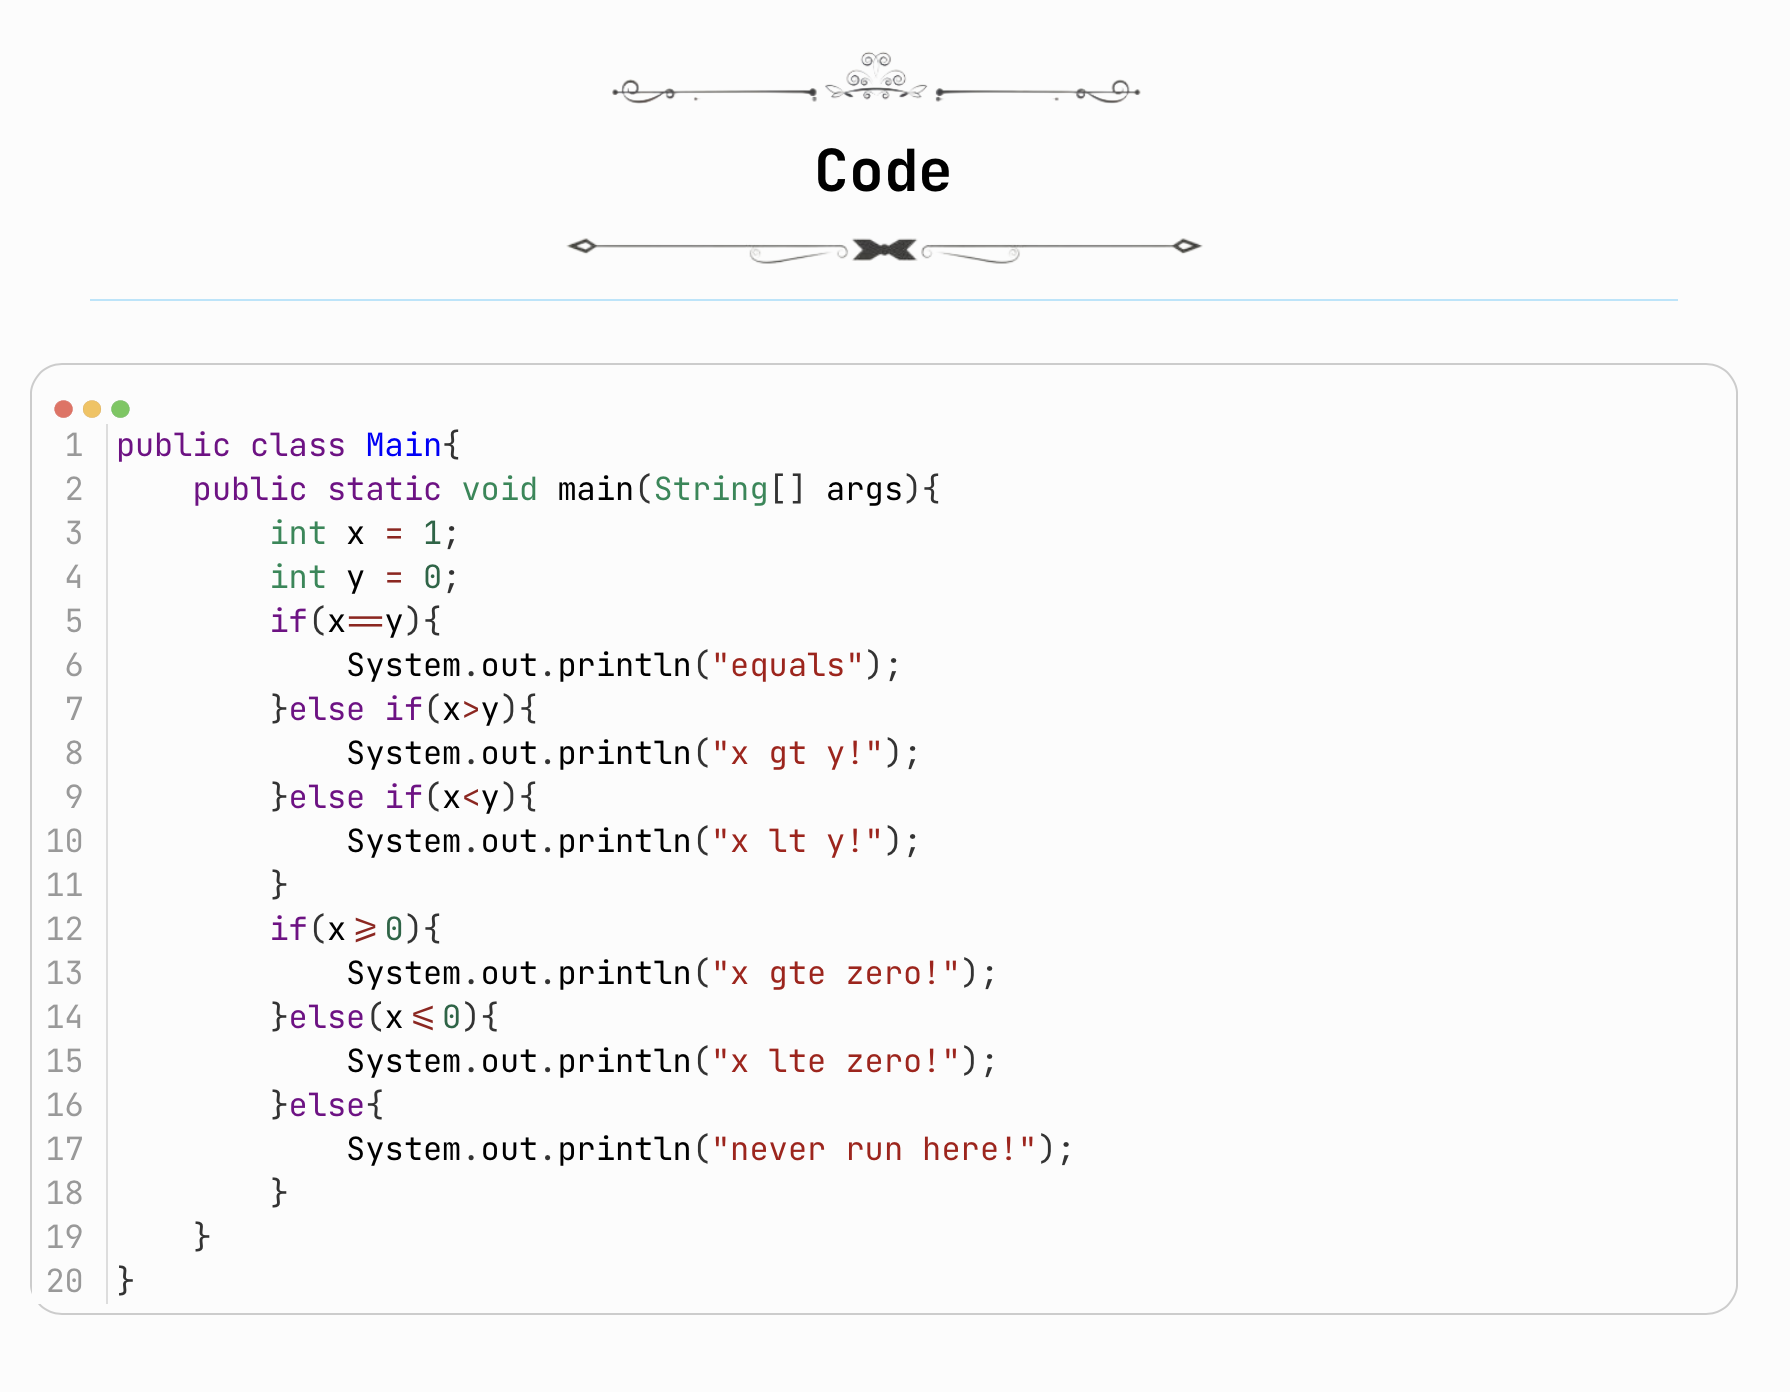 Code
1 public class Main{
2     public static void main(String[] args){
3         int x = 1;
4         int y = 0;
5         if(x==y){
6             System.out.println("equals");
7         }else if(x>y){
8             System.out.println("x gt y!");
9         }else if(x<y){
10             System.out.println("x lt y!");
11         }
12         if(x>=0){
13             System.out.println("x gte zero!");
14         }else(x<=0){
15             System.out.println("x lte zero!");
16         }else{
17             System.out.println("never run here!");
18         }
19     }
20 }